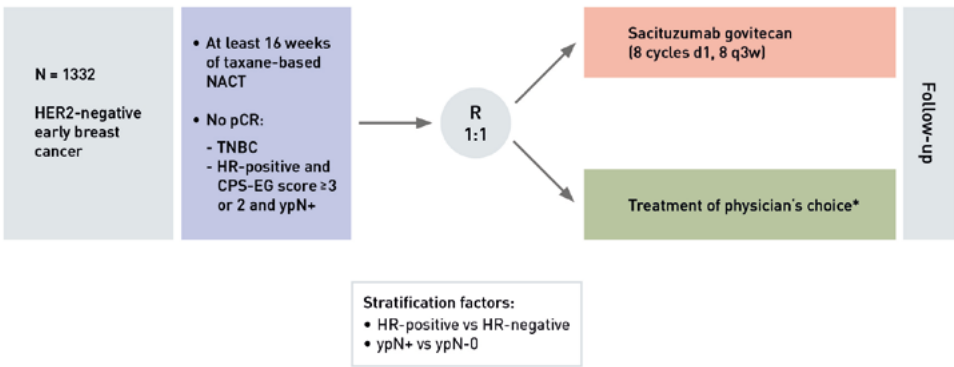 N = 1332
HER2-negative
early breast
cancer
• At least 16 weeks
of taxane-based
NACT
• No pCR:
- TNBC
- HR-positive and
CPS-EG score ≥3
or 2 and ypN+
R
1:1
Sacituzumab govitecan
(8 cycles d1, 8 q3w)
Treatment of physician's choice*
Follow-up
Stratification factors:
• HR-positive vs HR-negative
• ypN+ vs ypN-0